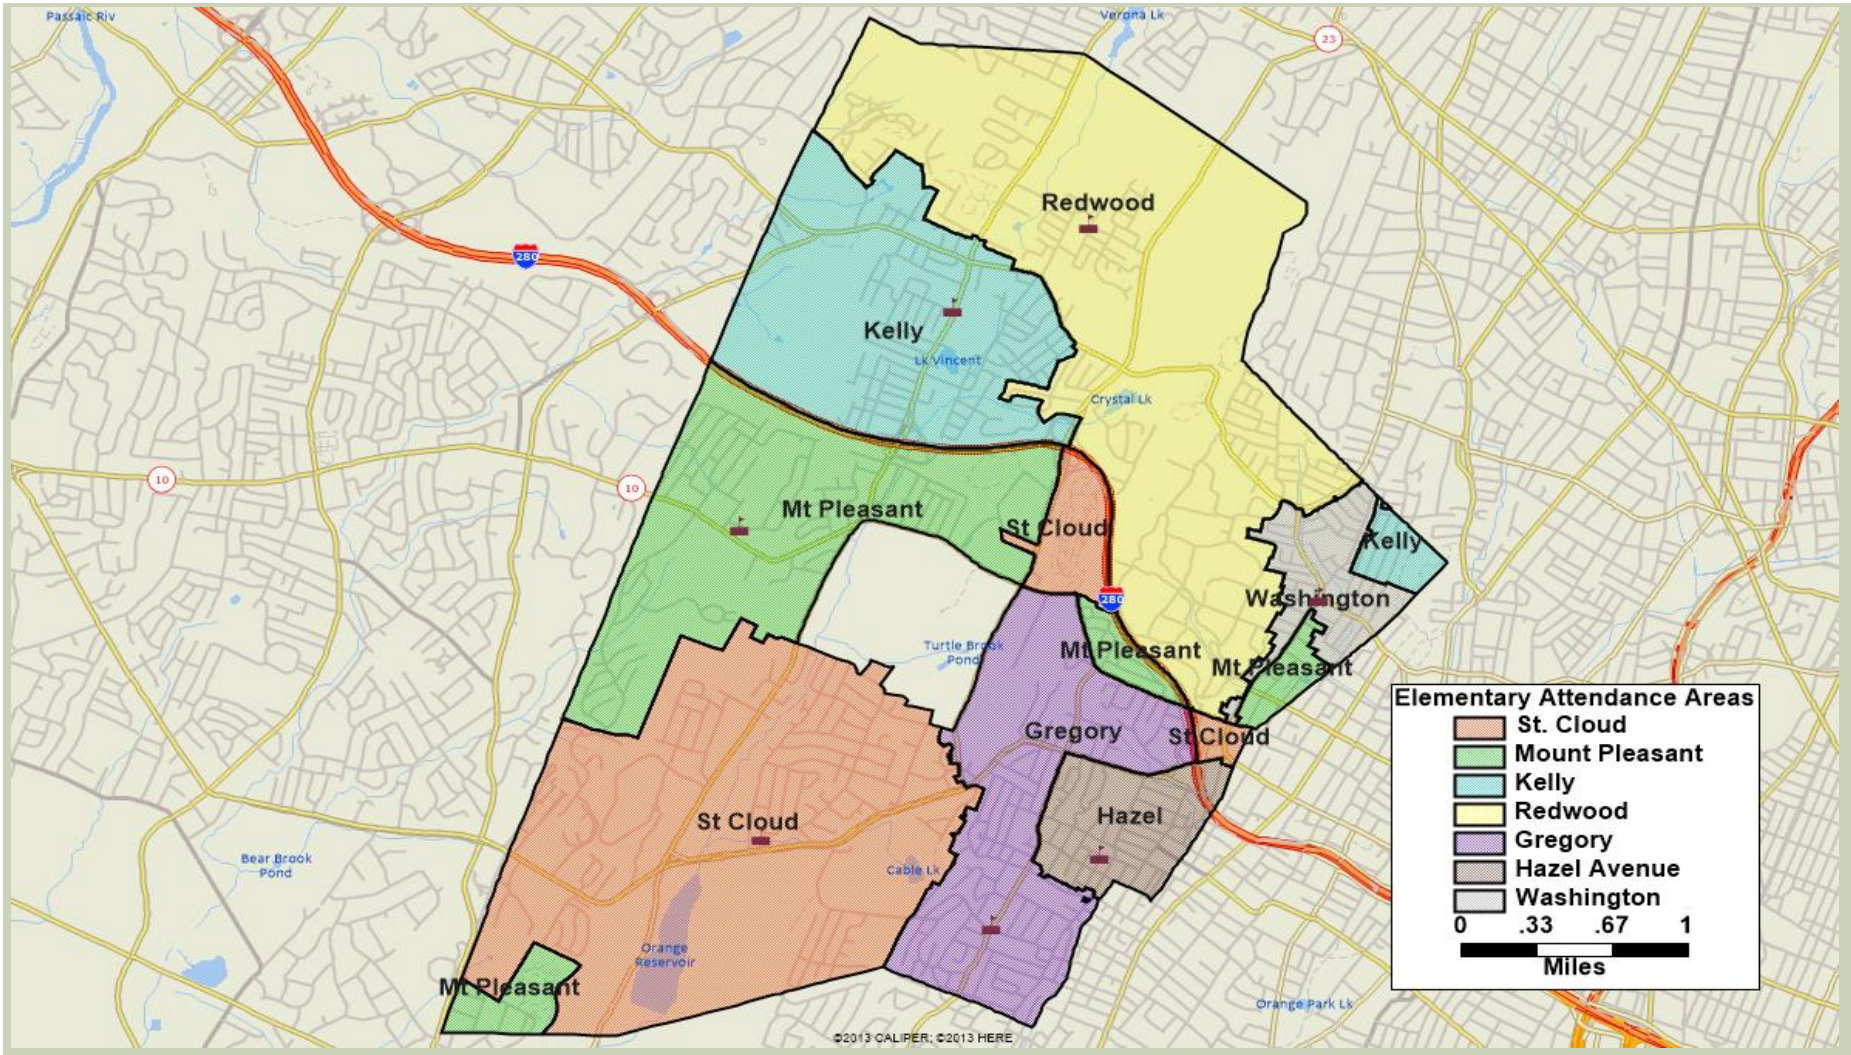 Passaic Riv
Verona Lk
23
Redwood
280
Kelly
Lk Vincent
Crystal Lk
10
10
Mt Pleasant
St Cloud
Kelly
280
Washington
Turtle Brook
Pond
Mt Pleasant
Mt Pleasant
Gregory
St Cloud
St Cloud
Hazel
Bear Brook
Pond
Cable Lk
Orange
Reservoir
Mt Pleasant
Orange Park Lk
©2013 CALIPER; ©2013 HERE
Elementary Attendance Areas
St. Cloud
Mount Pleasant
Kelly
Redwood
Gregory
Hazel Avenue
Washington
0 .33 .67 1
Miles